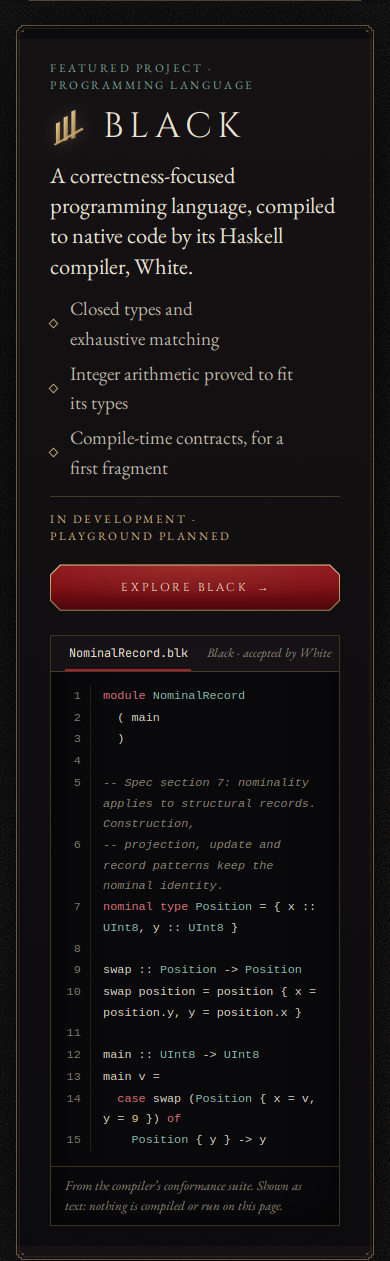 FEATURED PROJECT ·
PROGRAMMING LANGUAGE
BLACK
A correctness-focused
programming language, compiled
to native code by its Haskell
compiler, White.
Closed types and
exhaustive matching
Integer arithmetic proved to fit
its types
Compile-time contracts, for a
first fragment
IN DEVELOPMENT ·
PLAYGROUND PLANNED
EXPLORE BLACK →
NominalRecord.blk Black · accepted by White
1 module NominalRecord
2 ( main
3 )
4
5 -- Spec section 7: nominality
applies to structural records.
Construction,
6 -- projection, update and
record patterns keep the
nominal identity.
7 nominal type Position = { x ::
UInt8, y :: UInt8 }
8
9 swap :: Position -> Position
10 swap position = position { x =
position.y, y = position.x }
11
12 main :: UInt8 -> UInt8
13 main v =
14 case swap (Position { x = v,
y = 9 }) of
15 Position { y } -> y
From the compiler's conformance suite. Shown as
text: nothing is compiled or run on this page.